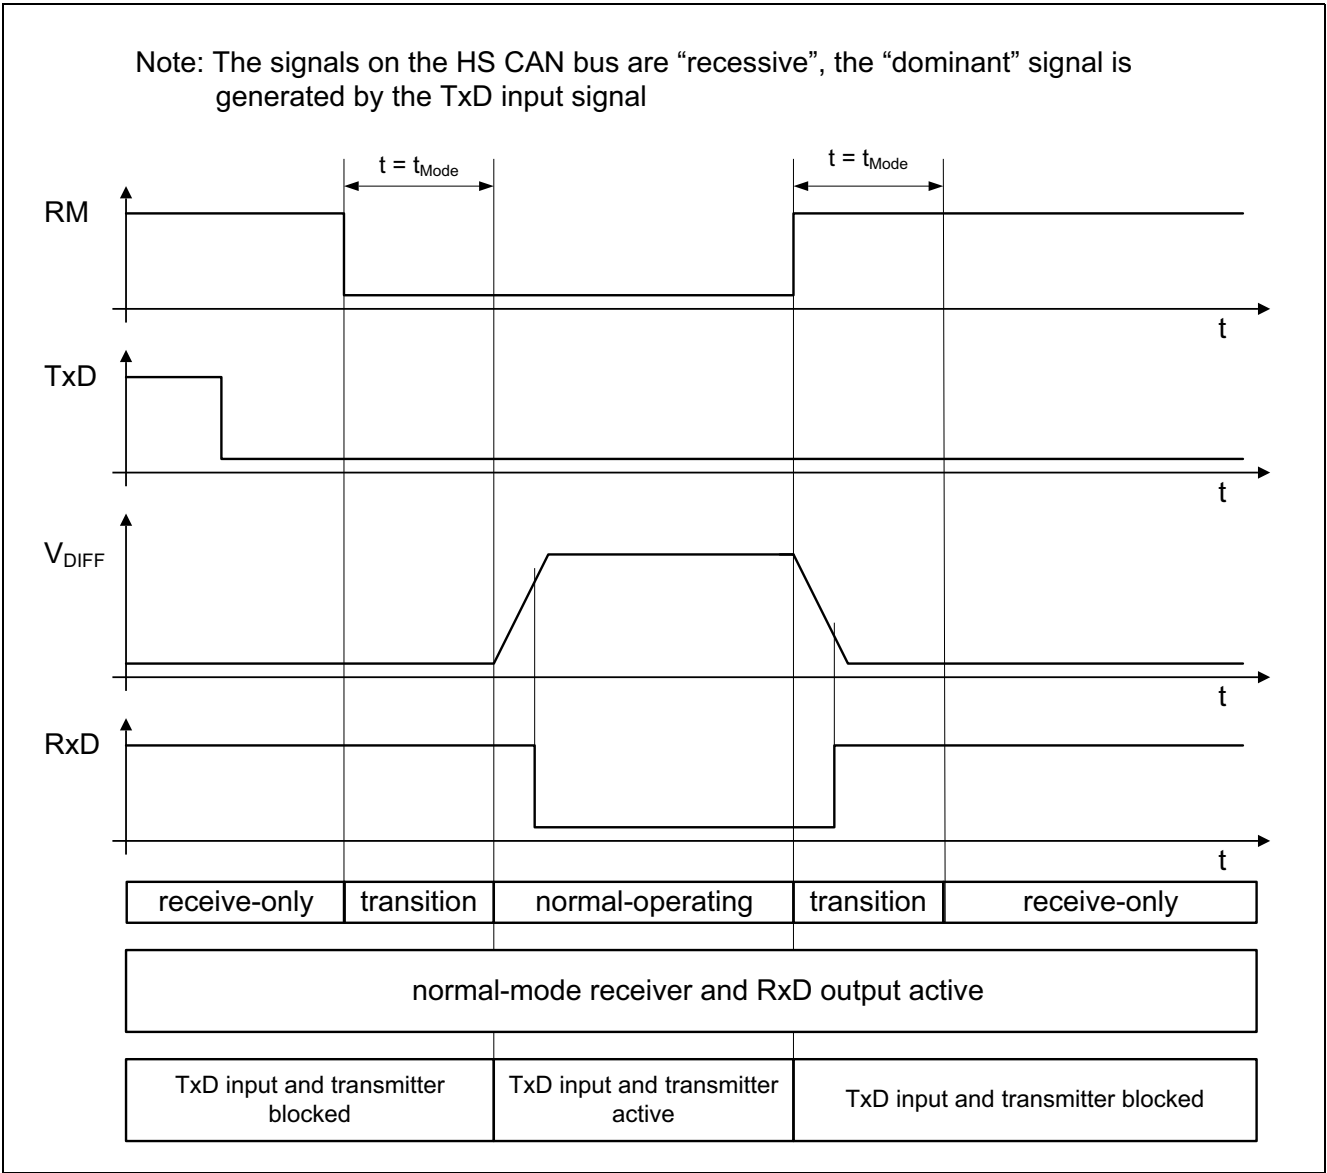 Note: The signals on the HS CAN bus are “recessive”, the “dominant” signal is
generated by the TxD input signal
t = tMode
t = tMode
RM
t
TxD
t
VDIFF
t
RxD
t
receive-only
transition
normal-operating
transition
receive-only
normal-mode receiver and RxD output active
TxD input and transmitter
blocked
TxD input and transmitter
active
TxD input and transmitter blocked